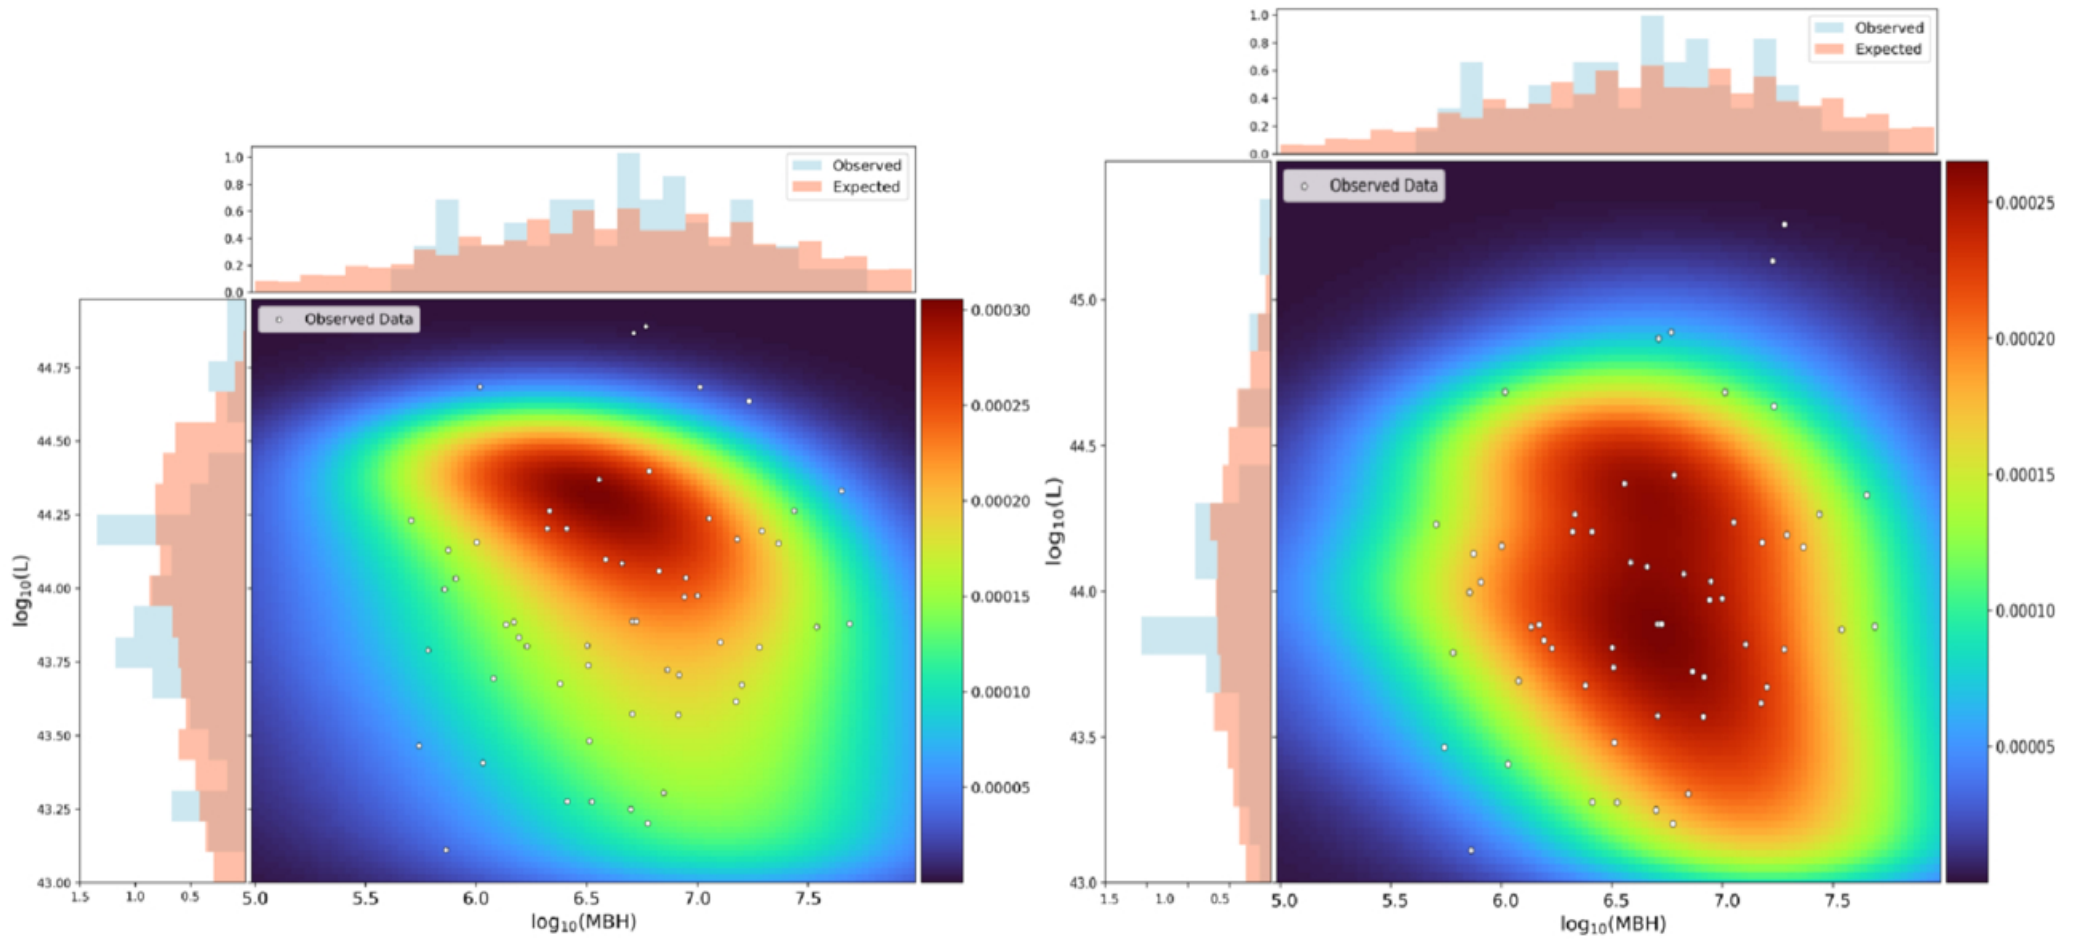 1.0
0.8
0.6
0.4
0.2
0.0
Observed
Expected
Observed Data
44.75
44.50
44.25
44.00
43.75
43.50
43.25
43.00
log10(L)
1.5 1.0 0.5
5.0 5.5 6.0 6.5 7.0 7.5
log10(MBH)
0.00030
0.00025
0.00020
0.00015
0.00010
0.00005
1.0
0.8
0.6
0.4
0.2
0.0
Observed
Expected
Observed Data
45.0
44.5
44.0
43.5
43.0
log10(L)
1.5 1.0 0.5
5.0 5.5 6.0 6.5 7.0 7.5
log10(MBH)
0.00025
0.00020
0.00015
0.00010
0.00005